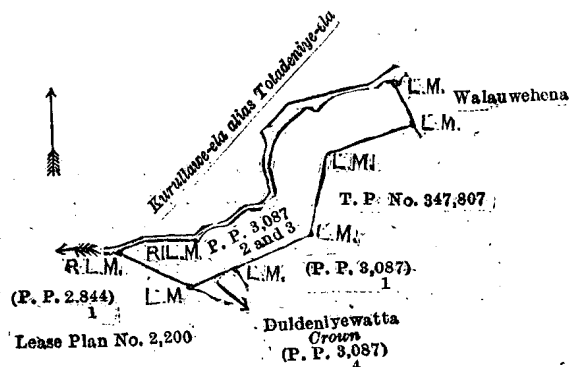 Kurullawe-ela alias Totadeniye-ela
L.M.
Walauwehena
L.M.
L.M.
T. P. No. 347,807
L.M.
P. P. 3,087
2 and 3
R.L.M.
R.L.M.
L.M.
(P. P. 3,087)
1
L.M.
(P. P. 2,844)
1
Lease Plan No. 2,200
Duldeniyewatta
Crown
(P. P. 3,087)
4